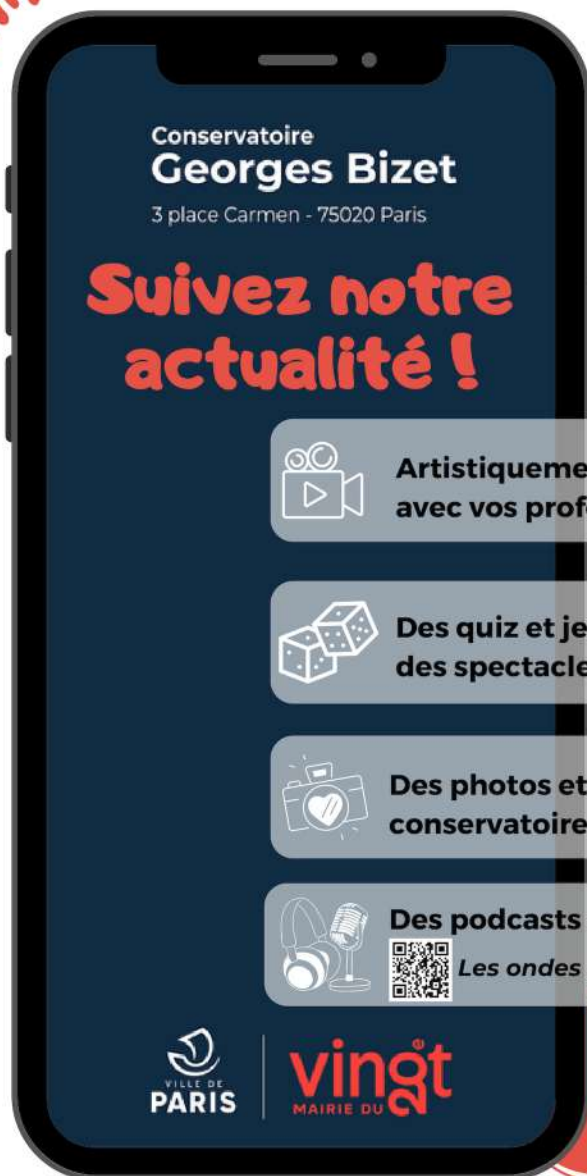 Conservatoire
Georges Bizet
3 place Carmen - 75020 Paris
Suivez notre
actualité !
Artistiqueme
avec vos prof
Des quiz et je
des spectacle
Des photos et
conservatoire
Des podcasts
Les ondes
VILLE DE
PARIS
vingt
MAIRIE DU 20e